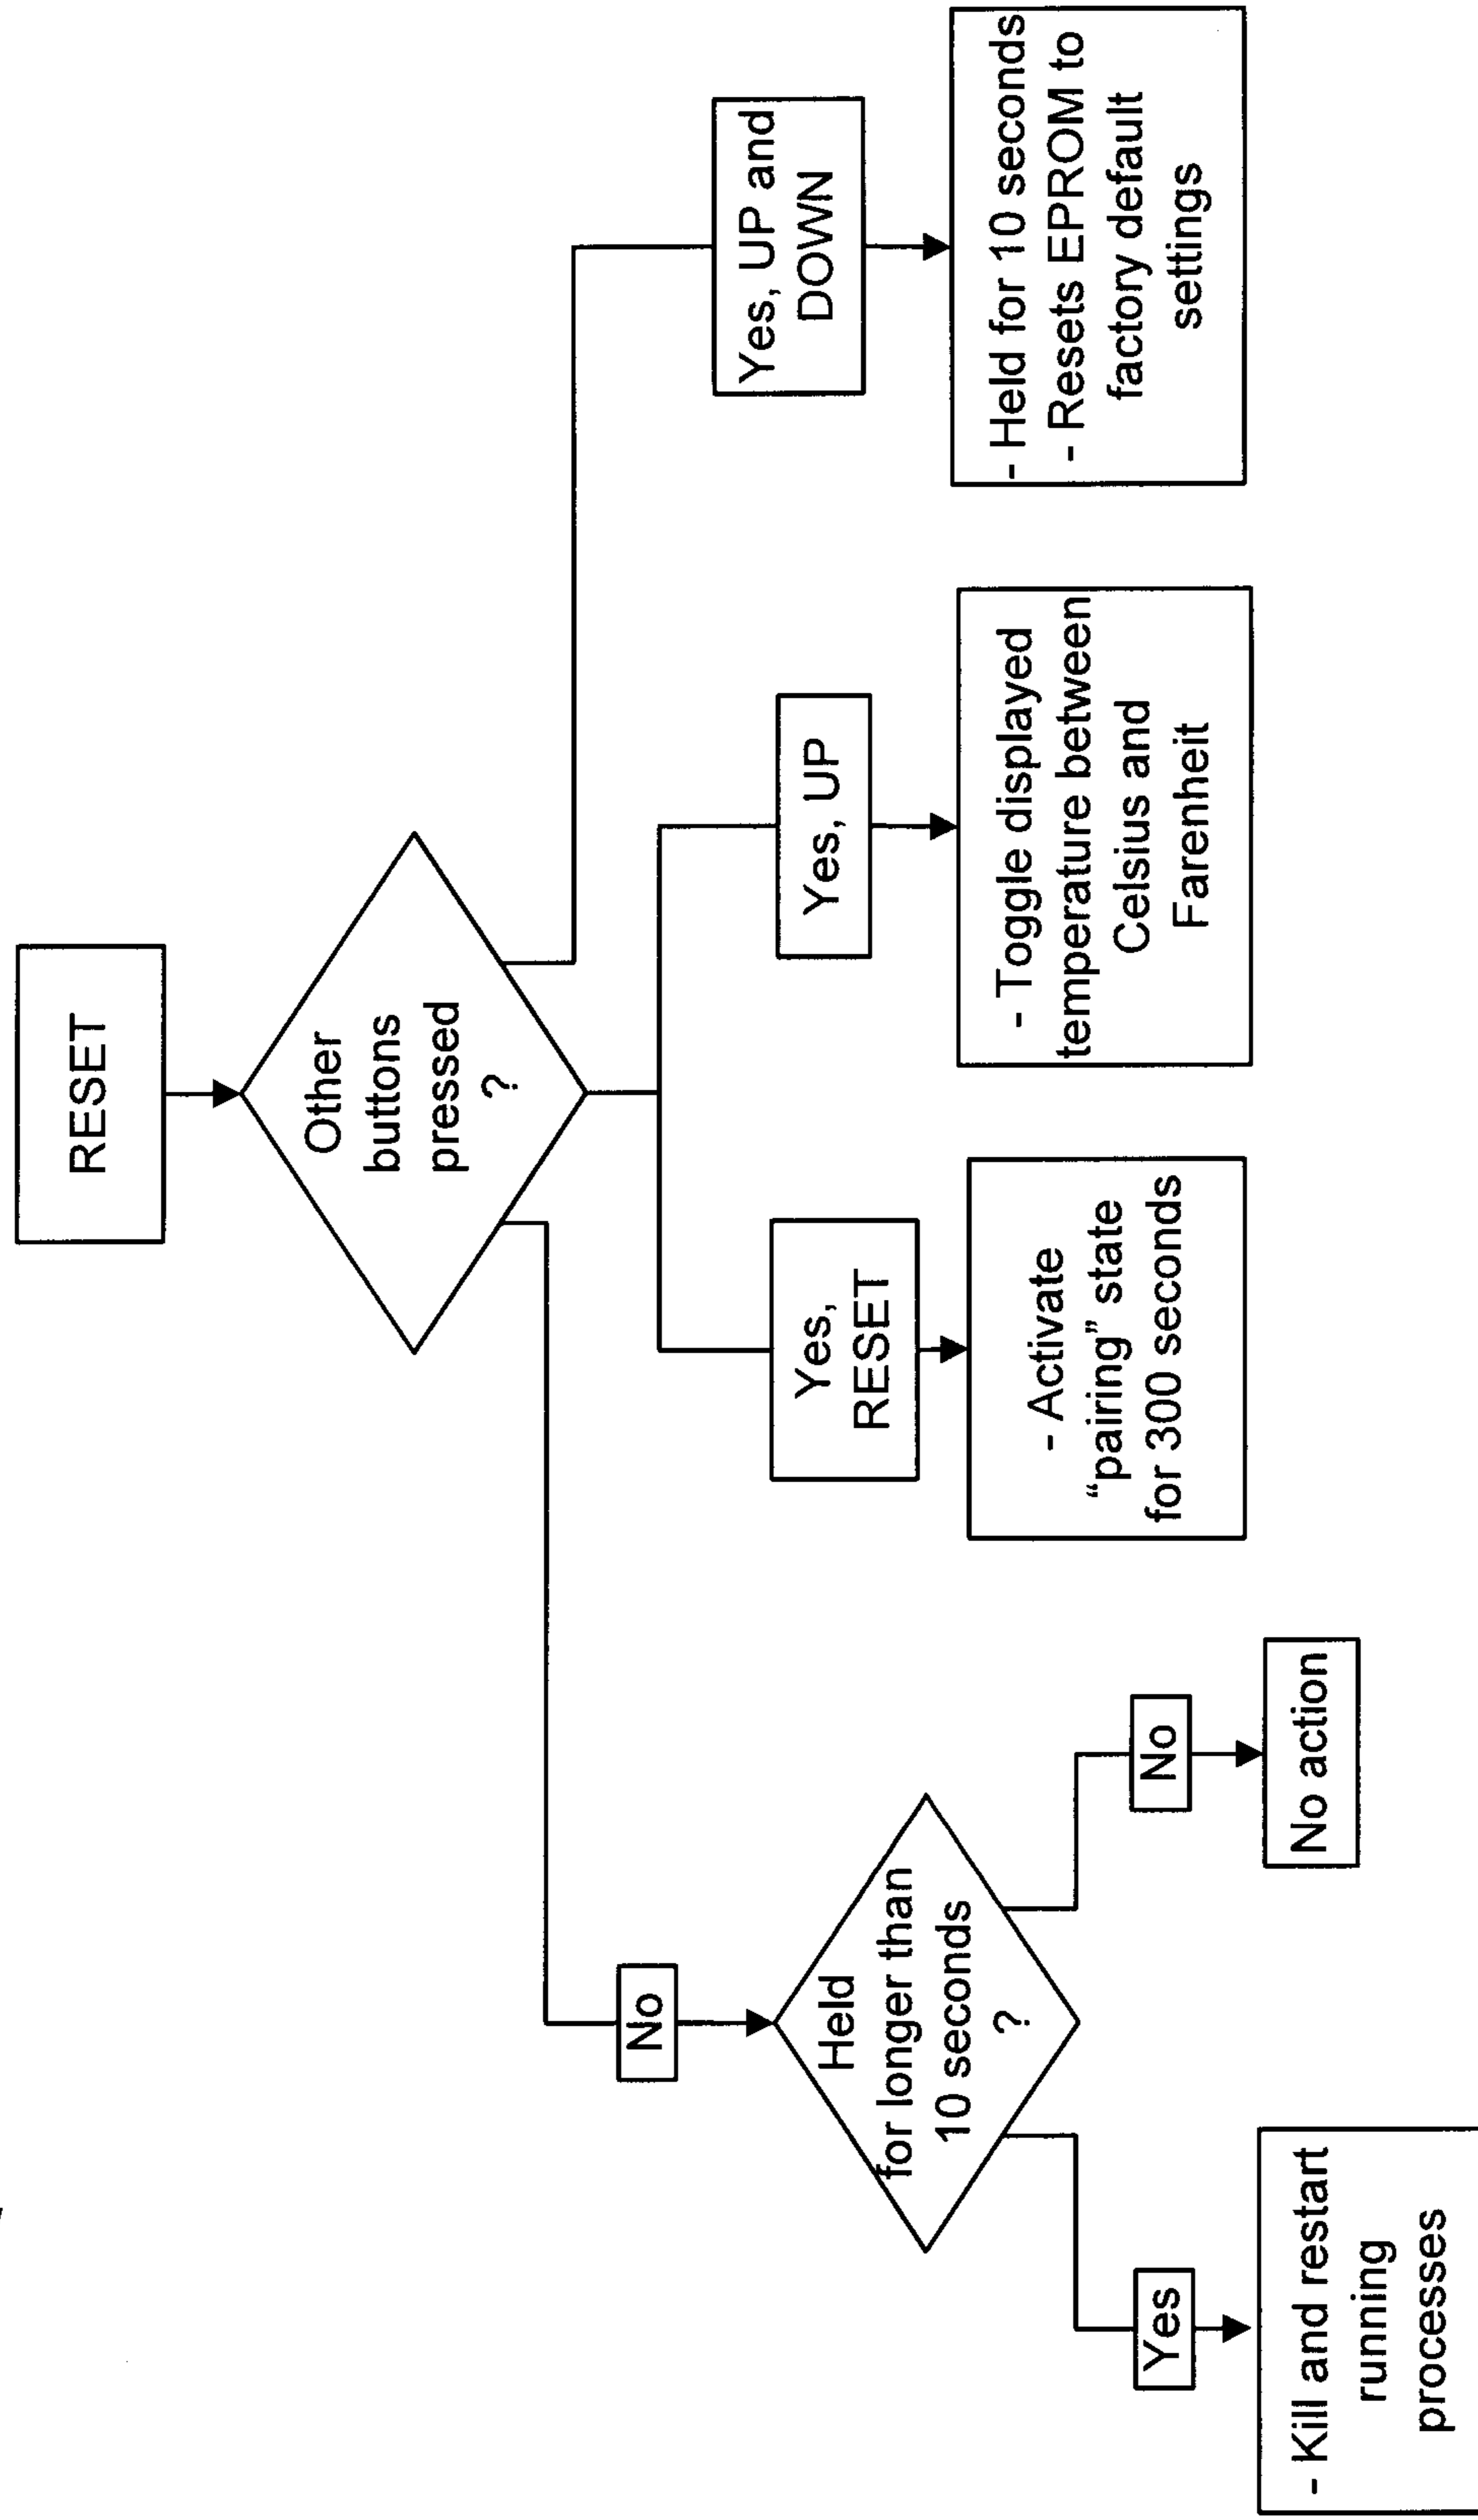 RESET
Other
buttons
pressed
?
No
Held
for longer than
10 seconds
?
Yes
- Kill and restart
running
processes
No
No action
Yes,
RESET
- Activate
“pairing” state
for 300 seconds
Yes, UP
- Toggle displayed
temperature between
Celsius and
Farenheit
Yes, UP and
DOWN
- Held for 10 seconds
- Resets EPROM to
factory default
settings